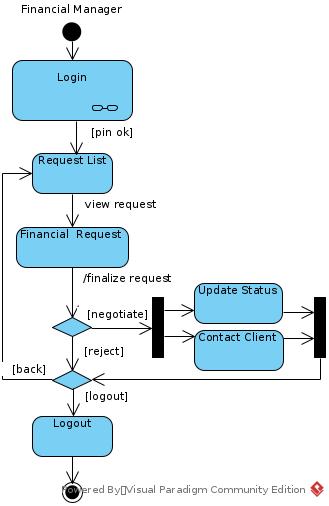 Financial Manager
Login
[pin ok]
Request List
view request
Financial Request
/finalize request
[negotiate]
Update Status
Contact Client
[reject]
[back]
[logout]
Logout
Powered By Visual Paradigm Community Edition